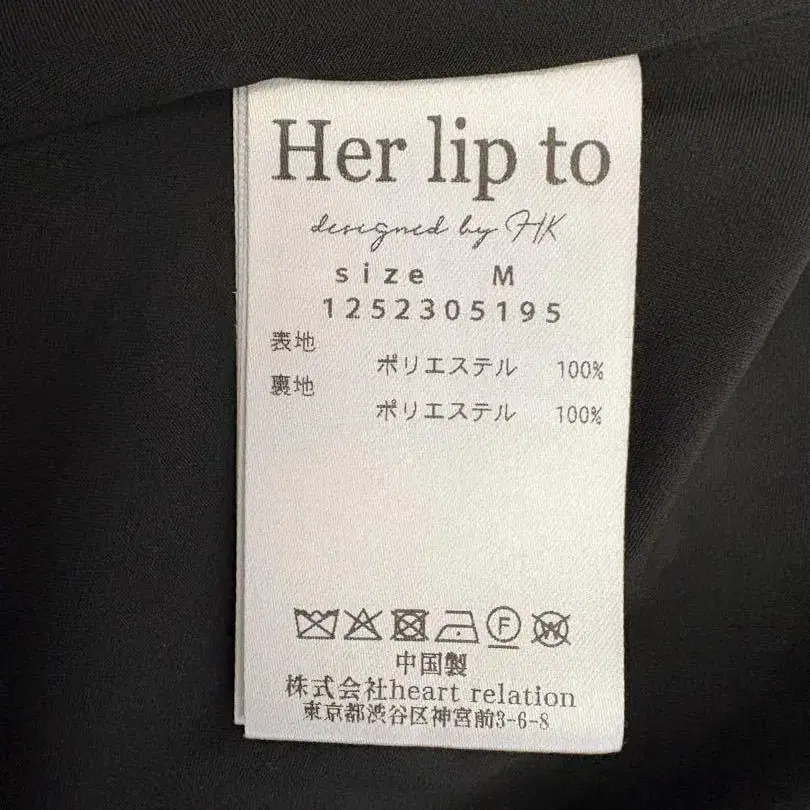 Her lip to
designed by HK
size M
1252305195
表地
ポリエステル 100%
裏地
ポリエステル 100%
F
W
中国製
株式会社heart relation
東京都渋谷区神宮前3-6-8